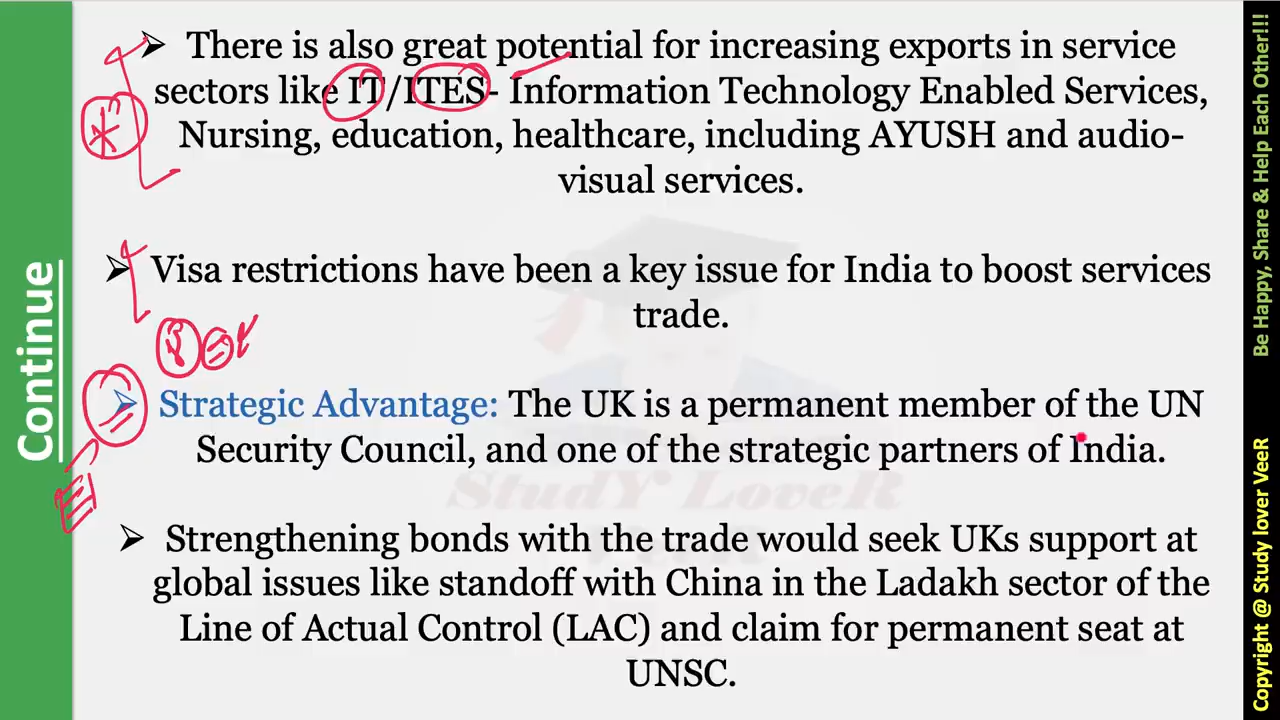 Continue
➢ There is also great potential for increasing exports in service
sectors like IT/ITES- Information Technology Enabled Services,
Nursing, education, healthcare, including AYUSH and audio-
visual services.
➢ Visa restrictions have been a key issue for India to boost services
trade.
➢ Strategic Advantage: The UK is a permanent member of the UN
Security Council, and one of the strategic partners of India.
➢ Strengthening bonds with the trade would seek UKs support at
global issues like standoff with China in the Ladakh sector of the
Line of Actual Control (LAC) and claim for permanent seat at
UNSC.
StudY LoveR
Be Happy, Share & Help Each Other!!!
Copyright @ Study lover VeeR